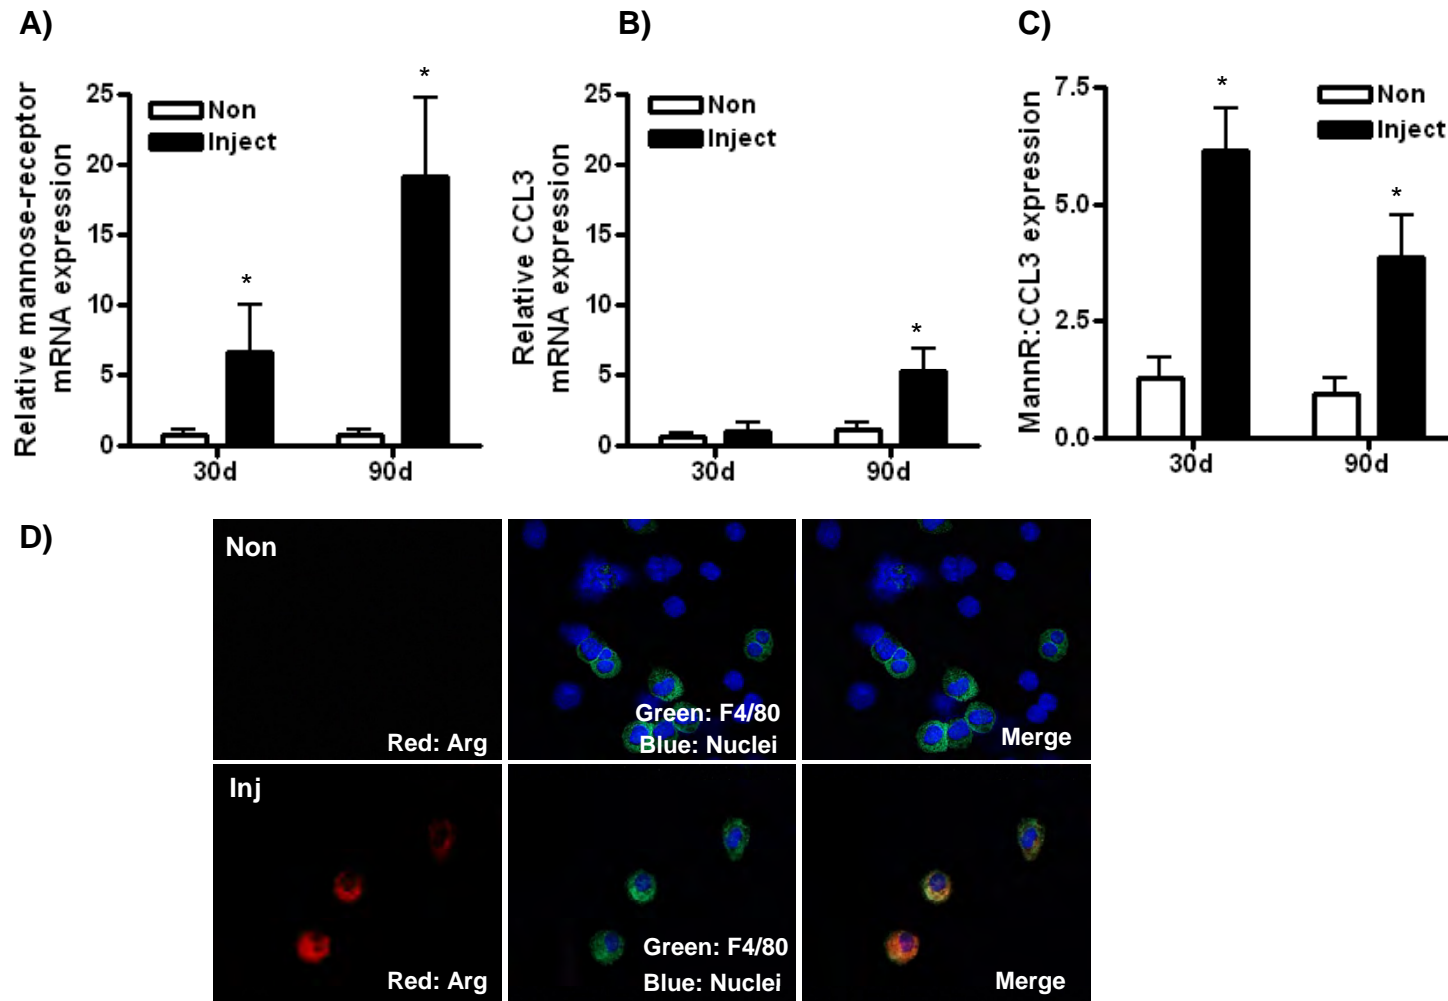 A)
Relative mannose-receptor
mRNA expression
25
20
15
10
5
0
Non
Inject
*
*
30d
90d
B)
Relative CCL3
mRNA expression
25
20
15
10
5
0
Non
Inject
*
30d
90d
C)
MannR:CCL3 expression
7.5
5.0
2.5
0.0
Non
Inject
*
*
30d
90d
D)
Non
Red: Arg
Green: F4/80
Blue: Nuclei
Merge
Inj
Red: Arg
Green: F4/80
Blue: Nuclei
Merge